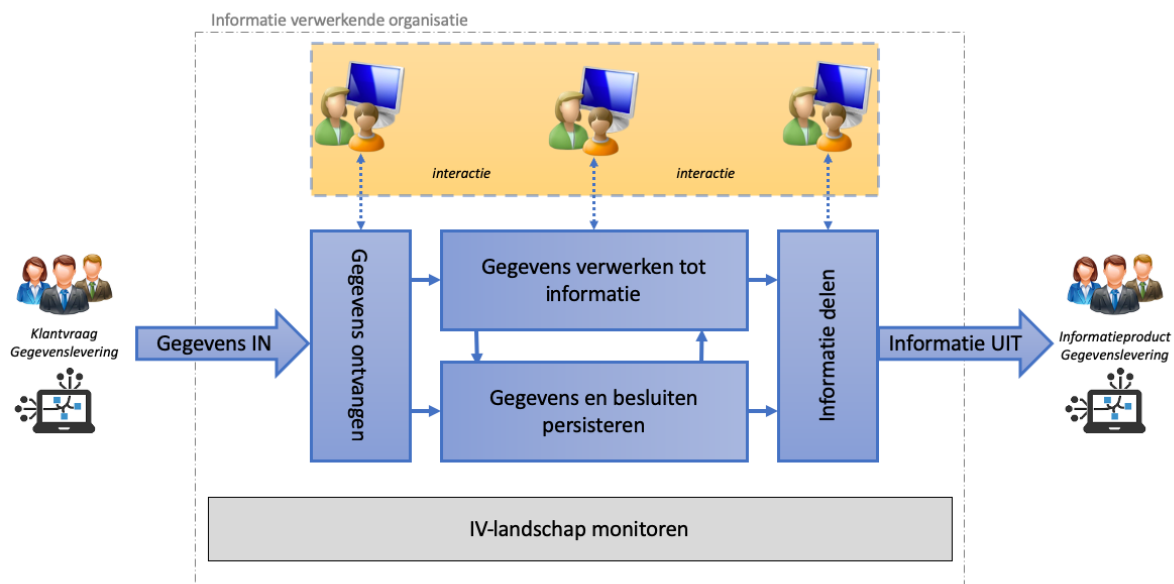 Informatie verwerkende organisatie
interactie
interactie
Klantvraag
Gegevenslevering
Gegevens IN
Gegevens ontvangen
Gegevens verwerken tot
informatie
Gegevens en besluiten
persisteren
Informatie delen
Informatie UIT
Informatieproduct
Gegevenslevering
IV-landschap monitoren